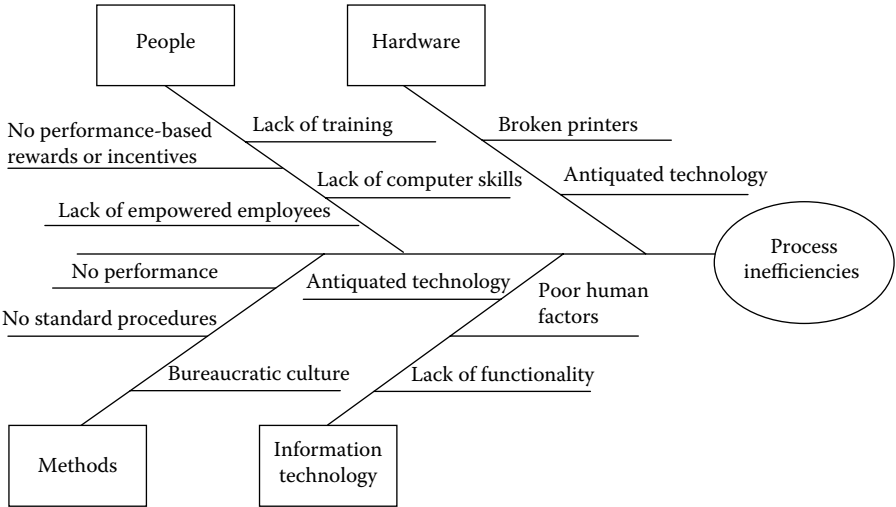 People
Hardware
No performance-based
rewards or incentives
Lack of training
Broken printers
Lack of computer skills
Antiquated technology
Lack of empowered employees
Process
inefficiencies
No performance
Antiquated technology
Poor human
factors
No standard procedures
Bureaucratic culture
Lack of functionality
Methods
Information
technology